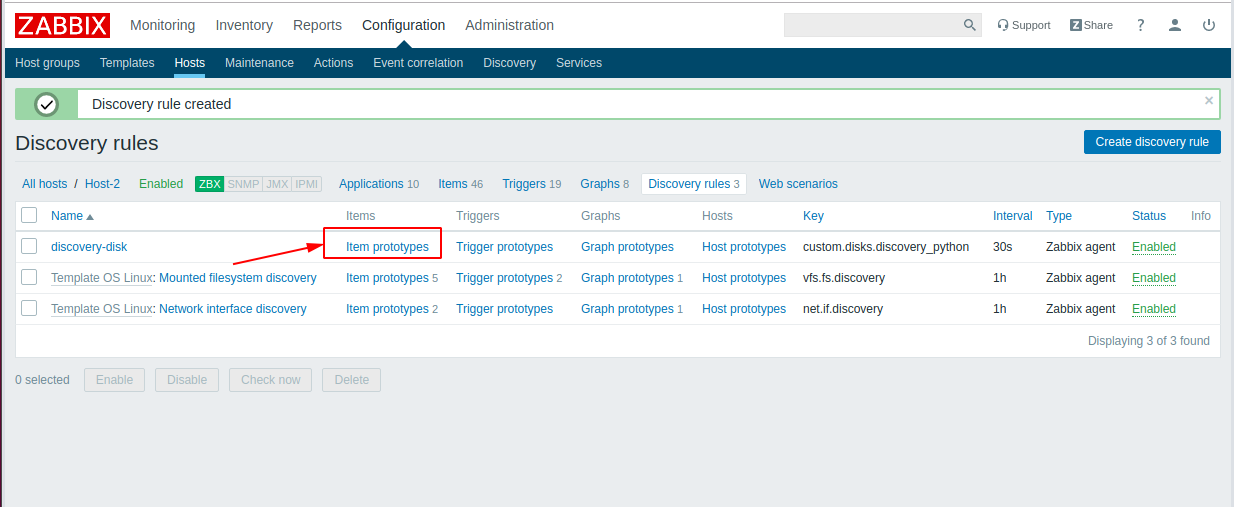 ZABBIX Monitoring Inventory Reports Configuration Administration Support Z Share ?
Host groups Templates Hosts Maintenance Actions Event correlation Discovery Services
Discovery rule created ×
Discovery rules Create discovery rule
All hosts / Host-2 Enabled ZBX SNMP JMX IPMI Applications 10 Items 46 Triggers 19 Graphs 8 Discovery rules 3 Web scenarios
Name Items Triggers Graphs Hosts Key Interval Type Status Info
discovery-disk Item prototypes Trigger prototypes Graph prototypes Host prototypes custom.disks.discovery_python 30s Zabbix agent Enabled
Template OS Linux: Mounted filesystem discovery Item prototypes 5 Trigger prototypes 2 Graph prototypes 1 Host prototypes vfs.fs.discovery 1h Zabbix agent Enabled
Template OS Linux: Network interface discovery Item prototypes 2 Trigger prototypes Graph prototypes 1 Host prototypes net.if.discovery 1h Zabbix agent Enabled
Displaying 3 of 3 found
0 selected Enable Disable Check now Delete